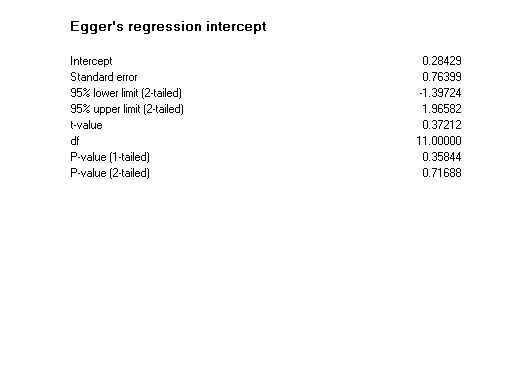 Egger's regression intercept
Intercept 0.28429
Standard error 0.76399
95% lower limit (2-tailed) -1.39724
95% upper limit (2-tailed) 1.96582
t-value 0.37212
df 11.00000
P-value (1-tailed) 0.35844
P-value (2-tailed) 0.71688